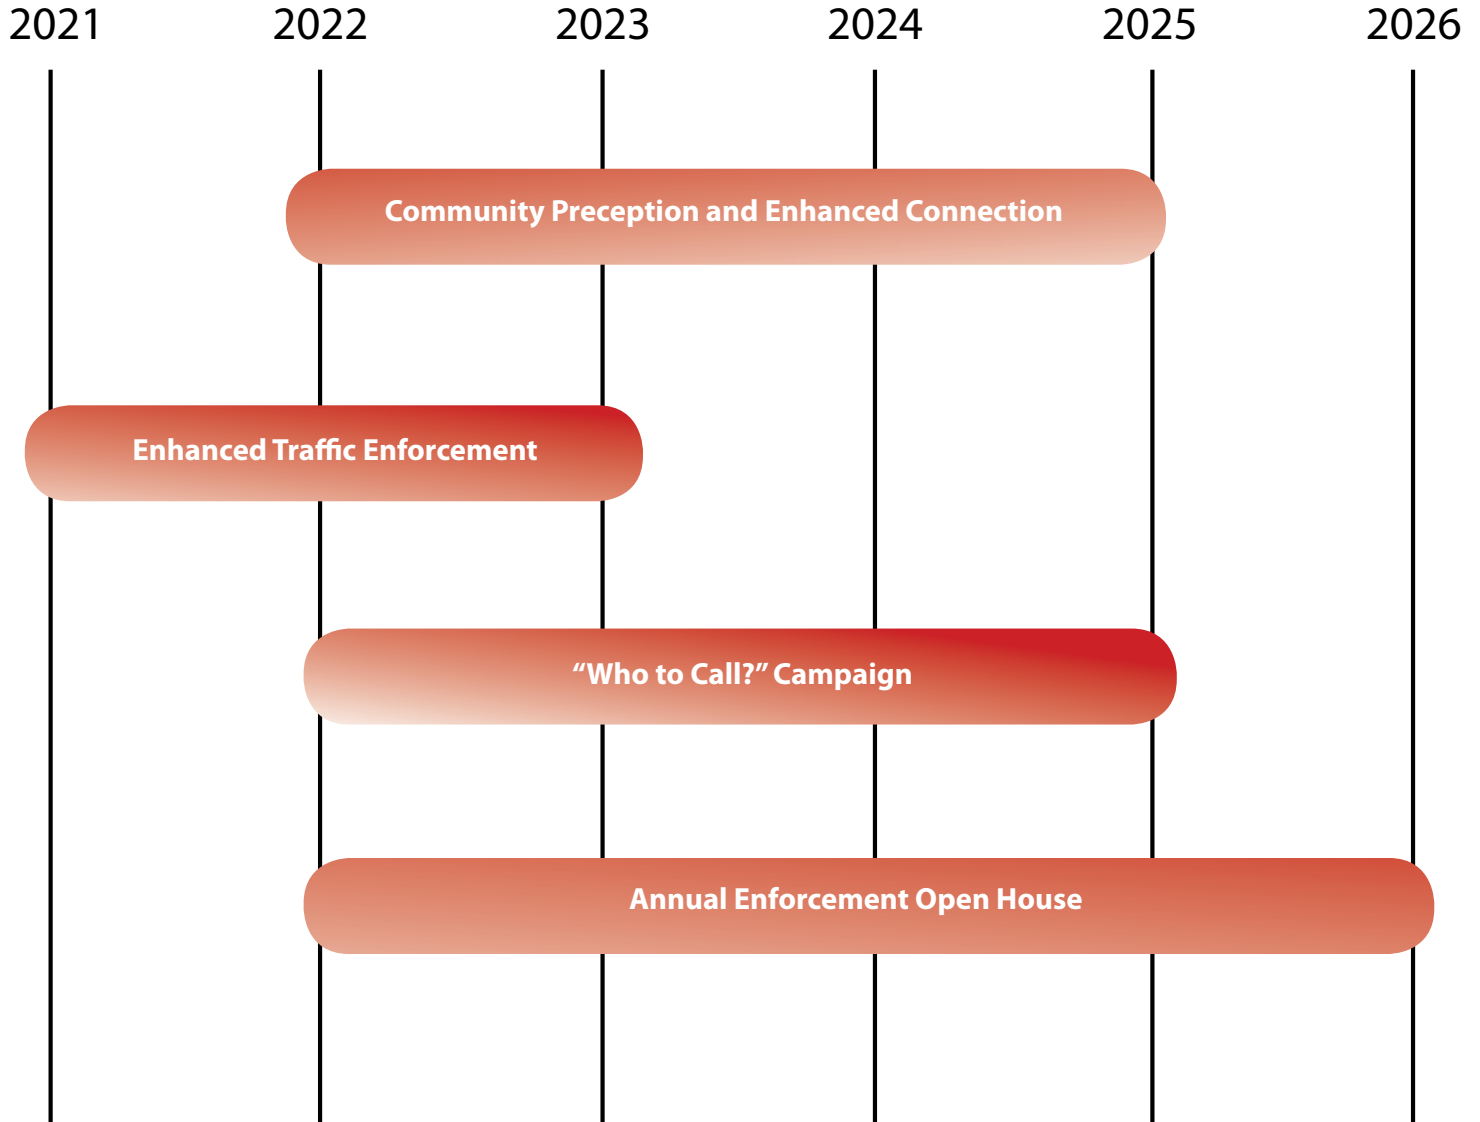 2021 2022 2023 2024 2025 2026
Community Preception and Enhanced Connection
Enhanced Traffic Enforcement
“Who to Call?” Campaign
Annual Enforcement Open House